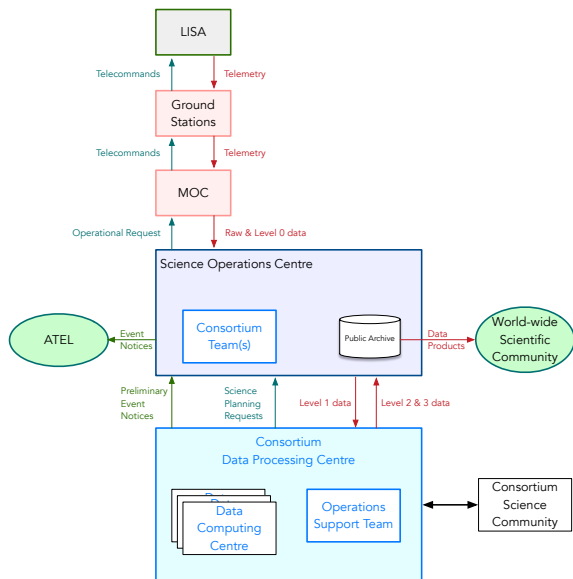 LISA
Telecommands
Telemetry
Ground
Stations
Telecommands
Telemetry
MOC
Operational Request
Raw & Level 0 data
Science Operations Centre
ATEL
Event
Notices
Consortium
Team(s)
Public Archive
Data
Products
World-wide
Scientific
Community
Preliminary
Event
Notices
Science
Planning
Requests
Level 1 data
Level 2 & 3 data
Consortium
Data Processing Centre
Data
Computing
Centre
Operations
Support Team
Consortium
Science
Community